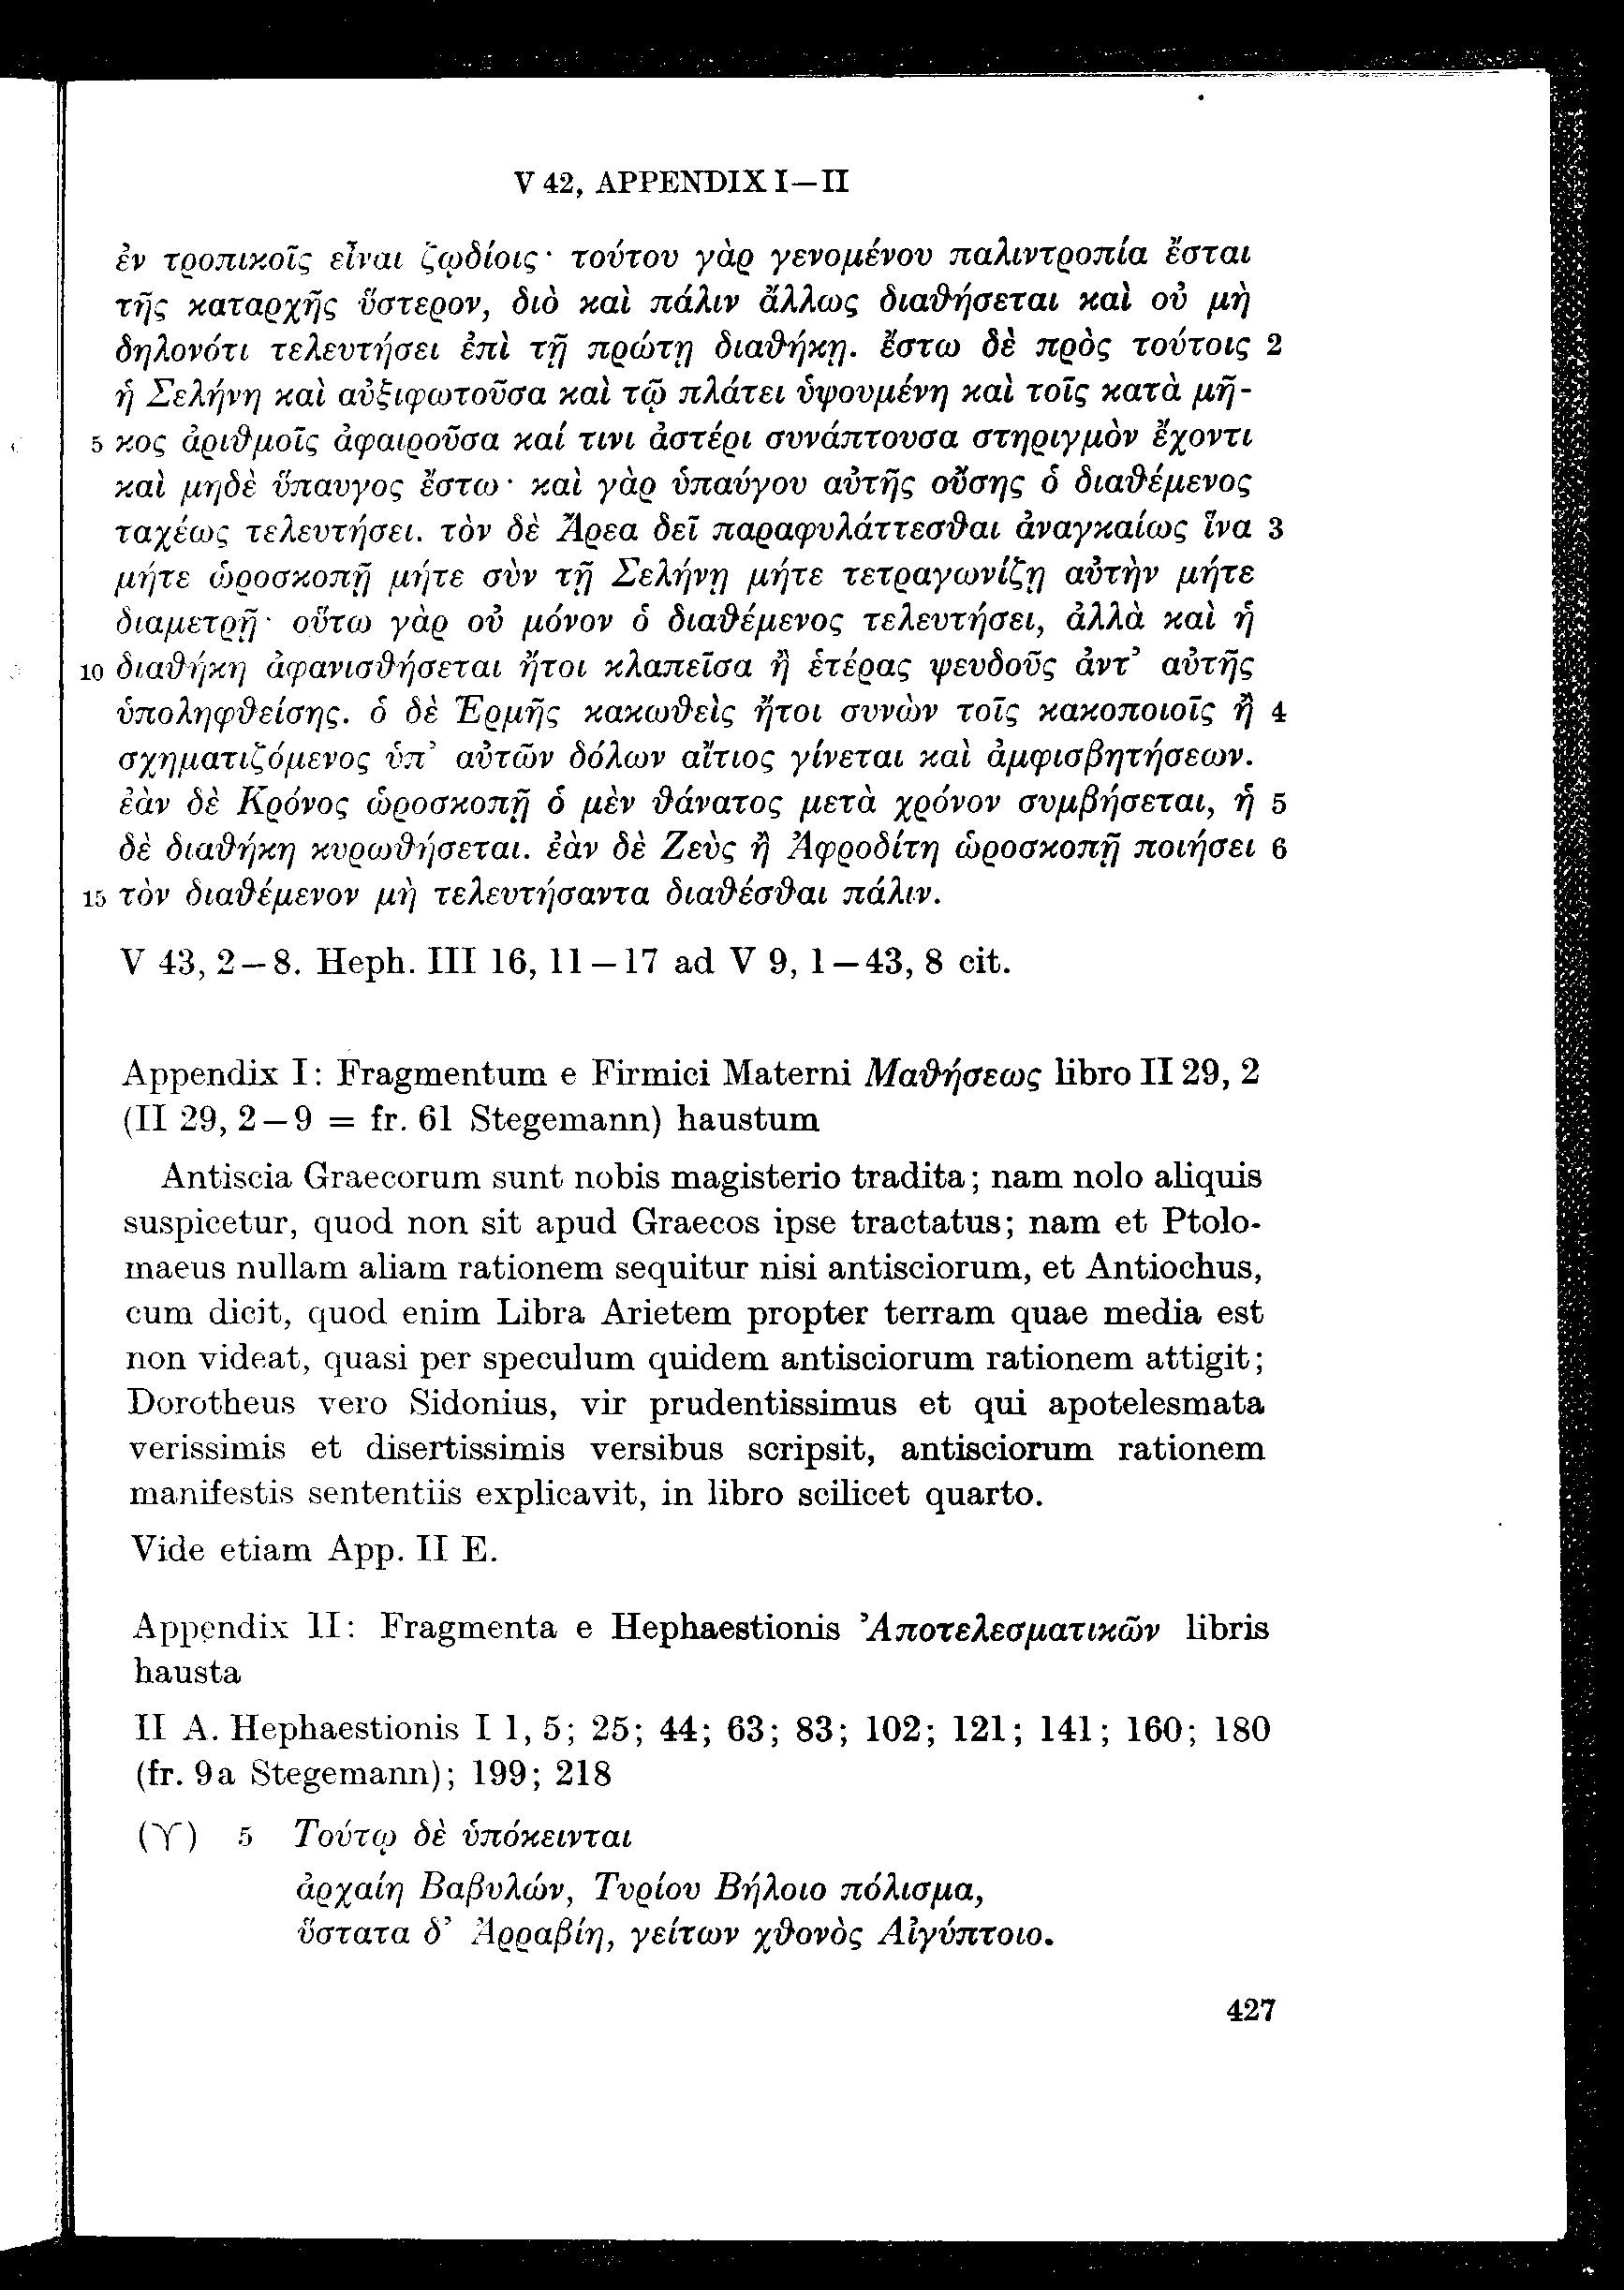 V 42, APPENDIX I—II
ἐν τροπικοῖς εἶναι ζῳδίοις· τούτου γὰρ γενομένου παλιντροπία ἔσται
τῆς καταρχῆς ὕστερον, διὸ καὶ πάλιν ἄλλως διαθήσεται καὶ οὐ μὴ
δηλονότι τελευτήσει ἐπὶ τῇ πρώτῃ διαθήκῃ. ἔστω δὲ πρὸς τούτοις 2
ἡ Σελήνη καὶ αὐξιφωτοῦσα καὶ τῷ πλάτει ὑψουμένη καὶ τοῖς κατὰ μῆ-
5 κος ἀριθμοῖς ἀφαιροῦσα καί τινι ἀστέρι συνάπτουσα στηριγμὸν ἔχοντι
καὶ μηδὲ ὕπαυγος ἔστω· καὶ γὰρ ὑπαύγου αὐτῆς οὔσης ὁ διαθέμενος
ταχέως τελευτήσει. τὸν δὲ Ἄρεα δεῖ παραφυλάττεσθαι ἀναγκαίως ἵνα 3
μήτε ὡροσκοπῇ μήτε σὺν τῇ Σελήνῃ μήτε τετραγωνίζῃ αὐτὴν μήτε
διαμετρῇ· οὕτω γὰρ οὐ μόνον ὁ διαθέμενος τελευτήσει, ἀλλὰ καὶ ἡ
10 διαθήκη ἀφανισθήσεται ἤτοι κλαπεῖσα ἢ ἑτέρας ψευδοῦς ἀντ’ αὐτῆς
ὑποληφθείσης. ὁ δὲ Ἑρμῆς κακωθεὶς ἤτοι συνὼν τοῖς κακοποιοῖς ἢ 4
σχηματιζόμενος ὑπ’ αὐτῶν δόλων αἴτιος γίνεται καὶ ἀμφισβητήσεων.
ἐὰν δὲ Κρόνος ὡροσκοπῇ ὁ μὲν θάνατος μετὰ χρόνον συμβήσεται, ἡ 5
δὲ διαθήκη κυρωθήσεται. ἐὰν δὲ Ζεὺς ἢ Ἀφροδίτη ὡροσκοπῇ ποιήσει 6
15 τὸν διαθέμενον μὴ τελευτήσαντα διαθέσθαι πάλιν.
V 43, 2—8. Heph. III 16, 11—17 ad V 9, 1—43, 8 cit.
Appendix I: Fragmentum e Firmici Materni Μαθήσεως libro II 29, 2
(II 29, 2—9 = fr. 61 Stegemann) haustum
Antiscia Graecorum sunt nobis magisterio tradita; nam nolo aliquis
suspicetur, quod non sit apud Graecos ipse tractatus; nam et Ptolo-
maeus nullam aliam rationem sequitur nisi antisciorum, et Antiochus,
cum dicit, quod enim Libra Arietem propter terram quae media est
non videat, quasi per speculum quidem antisciorum rationem attigit;
Dorotheus vero Sidonius, vir prudentissimus et qui apotelesmata
verissimis et disertissimis versibus scripsit, antisciorum rationem
manifestis sententiis explicavit, in libro scilicet quarto.
Vide etiam App. II E.
Appendix II: Fragmenta e Hephaestionis Ἀποτελεσματικῶν libris
hausta
II A. Hephaestionis I 1, 5; 25; 44; 63; 83; 102; 121; 141; 160; 180
(fr. 9a Stegemann); 199; 218
(♈) 5 Τούτῳ δὲ ὑπόκεινται
ἀρχαίη Βαβυλών, Τυρίου Βήλοιο πόλισμα,
ὕστατα δ’ Ἀρραβίη, γείτων χθονὸς Αἰγύπτοιο.
427